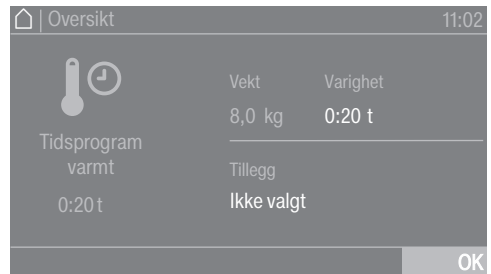 | Oversikt
11:02
Tidsprogram
varmt
0:20 t
Vekt
Varighet
8,0 kg
0:20 t
Tillegg
Ikke valgt
OK